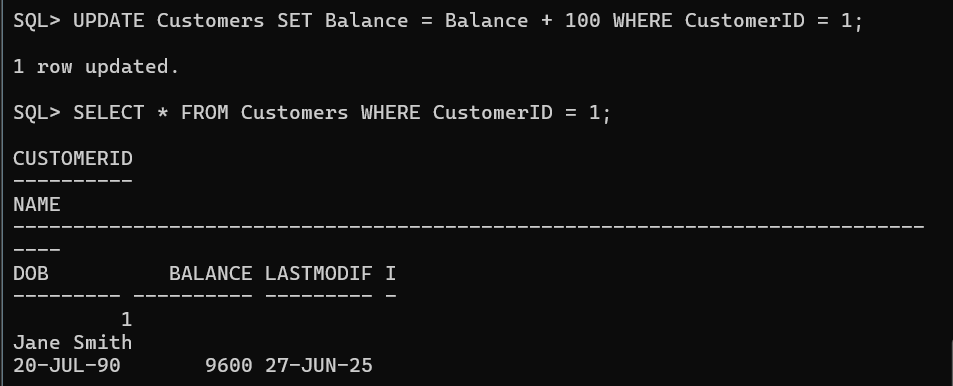 SQL> UPDATE Customers SET Balance = Balance + 100 WHERE CustomerID = 1;
1 row updated.
SQL> SELECT * FROM Customers WHERE CustomerID = 1;
CUSTOMERID
----------
NAME
----------------------------------------------------------------------------
----
DOB          BALANCE LASTMODIF I
--------- ---------- --------- -
         1
Jane Smith
20-JUL-90       9600 27-JUN-25